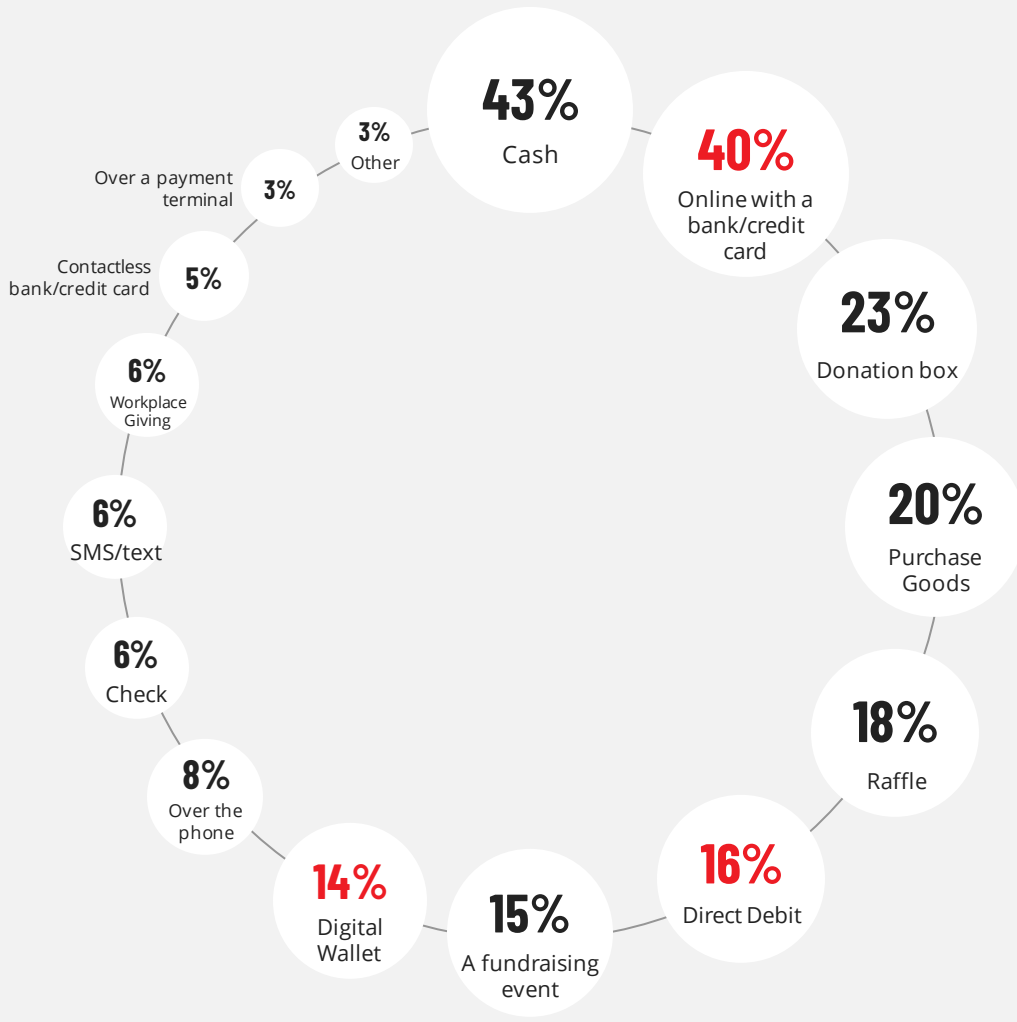 43%
Cash
40%
Online with a
bank/credit
card
23%
Donation box
20%
Purchase
Goods
18%
Raffle
16%
Direct Debit
15%
A fundraising
event
14%
Digital
Wallet
8%
Over the
phone
6%
Check
6%
SMS/text
6%
Workplace
Giving
5%
Contactless
bank/credit card
3%
Over a payment
terminal
3%
Other